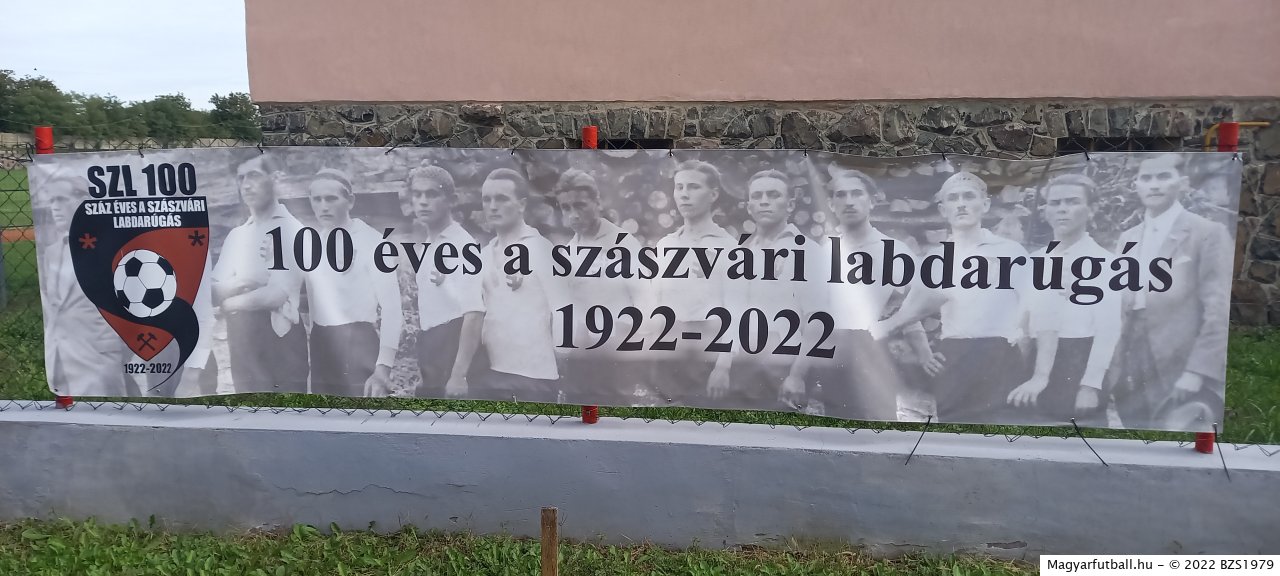 SZL 100
SZÁZ ÉVES A SZÁSZVÁRI
LABDARÚGÁS
1922-2022
100 éves a szászvári labdarúgás
1922-2022
Magyarfutball.hu – © 2022 BZS1979